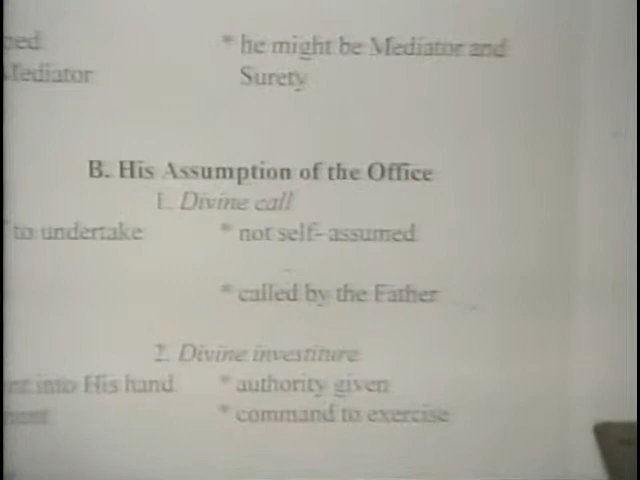 he might be Mediator and
Mediator Surety
B. His Assumption of the Office
1. Divine call
to undertake * not self-assumed
* called by the Father
2. Divine investiture
into His hand * authority given
* command to exercise